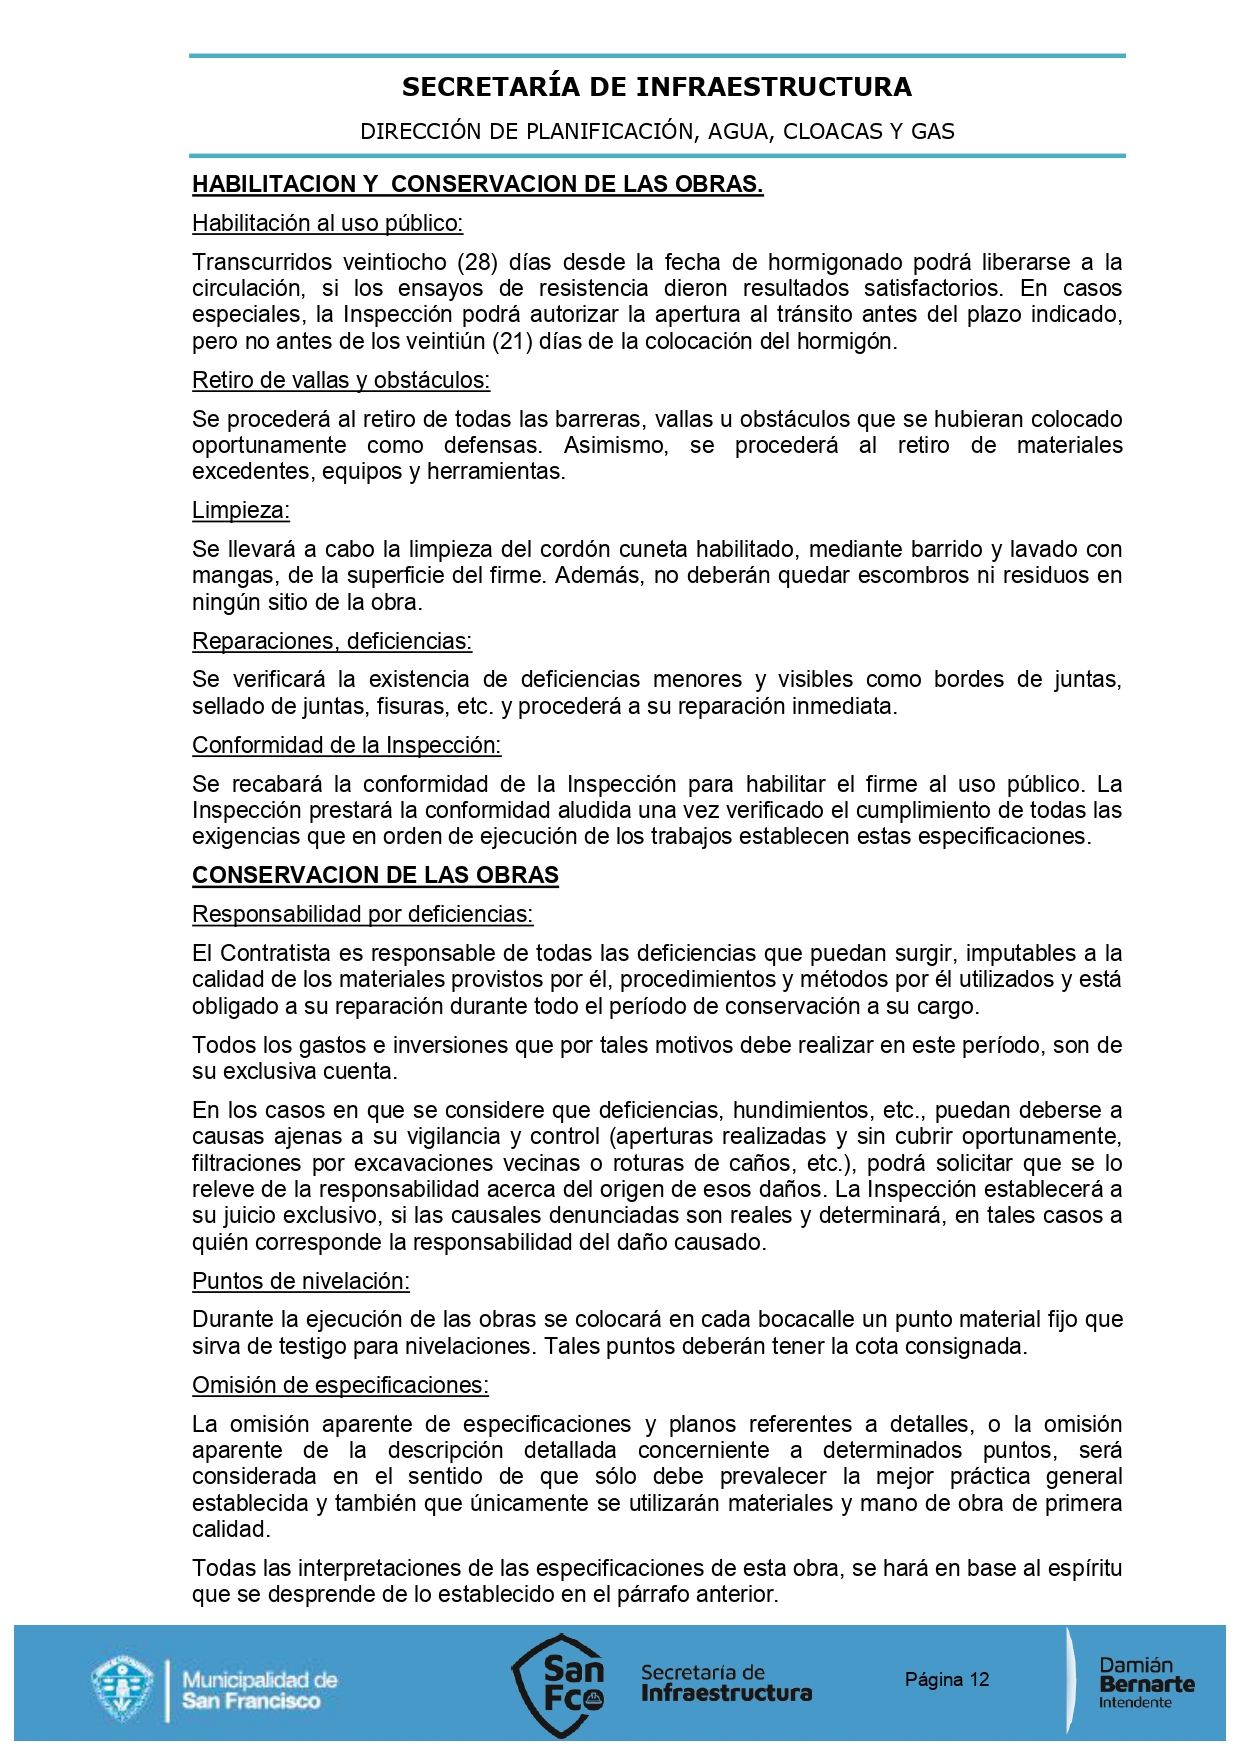 SECRETARÍA DE INFRAESTRUCTURA
DIRECCIÓN DE PLANIFICACIÓN, AGUA, CLOACAS Y GAS
HABILITACION Y  CONSERVACION DE LAS OBRAS.
Habilitación al uso público:
Transcurridos veintiocho (28) días desde la fecha de hormigonado podrá liberarse a la
circulación, si los ensayos de resistencia dieron resultados satisfactorios. En casos
especiales, la Inspección podrá autorizar la apertura al tránsito antes del plazo indicado,
pero no antes de los veintiún (21) días de la colocación del hormigón.
Retiro de vallas y obstáculos:
Se procederá al retiro de todas las barreras, vallas u obstáculos que se hubieran colocado
oportunamente como defensas. Asimismo, se procederá al retiro de materiales
excedentes, equipos y herramientas.
Limpieza:
Se llevará a cabo la limpieza del cordón cuneta habilitado, mediante barrido y lavado con
mangas, de la superficie del firme. Además, no deberán quedar escombros ni residuos en
ningún sitio de la obra.
Reparaciones, deficiencias:
Se verificará la existencia de deficiencias menores y visibles como bordes de juntas,
sellado de juntas, fisuras, etc. y procederá a su reparación inmediata.
Conformidad de la Inspección:
Se recabará la conformidad de la Inspección para habilitar el firme al uso público. La
Inspección prestará la conformidad aludida una vez verificado el cumplimiento de todas las
exigencias que en orden de ejecución de los trabajos establecen estas especificaciones.
CONSERVACION DE LAS OBRAS
Responsabilidad por deficiencias:
El Contratista es responsable de todas las deficiencias que puedan surgir, imputables a la
calidad de los materiales provistos por él, procedimientos y métodos por él utilizados y está
obligado a su reparación durante todo el período de conservación a su cargo.
Todos los gastos e inversiones que por tales motivos debe realizar en este período, son de
su exclusiva cuenta.
En los casos en que se considere que deficiencias, hundimientos, etc., puedan deberse a
causas ajenas a su vigilancia y control (aperturas realizadas y sin cubrir oportunamente,
filtraciones por excavaciones vecinas o roturas de caños, etc.), podrá solicitar que se lo
releve de la responsabilidad acerca del origen de esos daños. La Inspección establecerá a
su juicio exclusivo, si las causales denunciadas son reales y determinará, en tales casos a
quién corresponde la responsabilidad del daño causado.
Puntos de nivelación:
Durante la ejecución de las obras se colocará en cada bocacalle un punto material fijo que
sirva de testigo para nivelaciones. Tales puntos deberán tener la cota consignada.
Omisión de especificaciones:
La omisión aparente de especificaciones y planos referentes a detalles, o la omisión
aparente de la descripción detallada concerniente a determinados puntos, será
considerada en el sentido de que sólo debe prevalecer la mejor práctica general
establecida y también que únicamente se utilizarán materiales y mano de obra de primera
calidad.
Todas las interpretaciones de las especificaciones de esta obra, se hará en base al espíritu
que se desprende de lo establecido en el párrafo anterior.
Municipalidad de
San Francisco
San
Fco
Secretaría de
Infraestructura
Página 12
Damián
Bernarte
Intendente